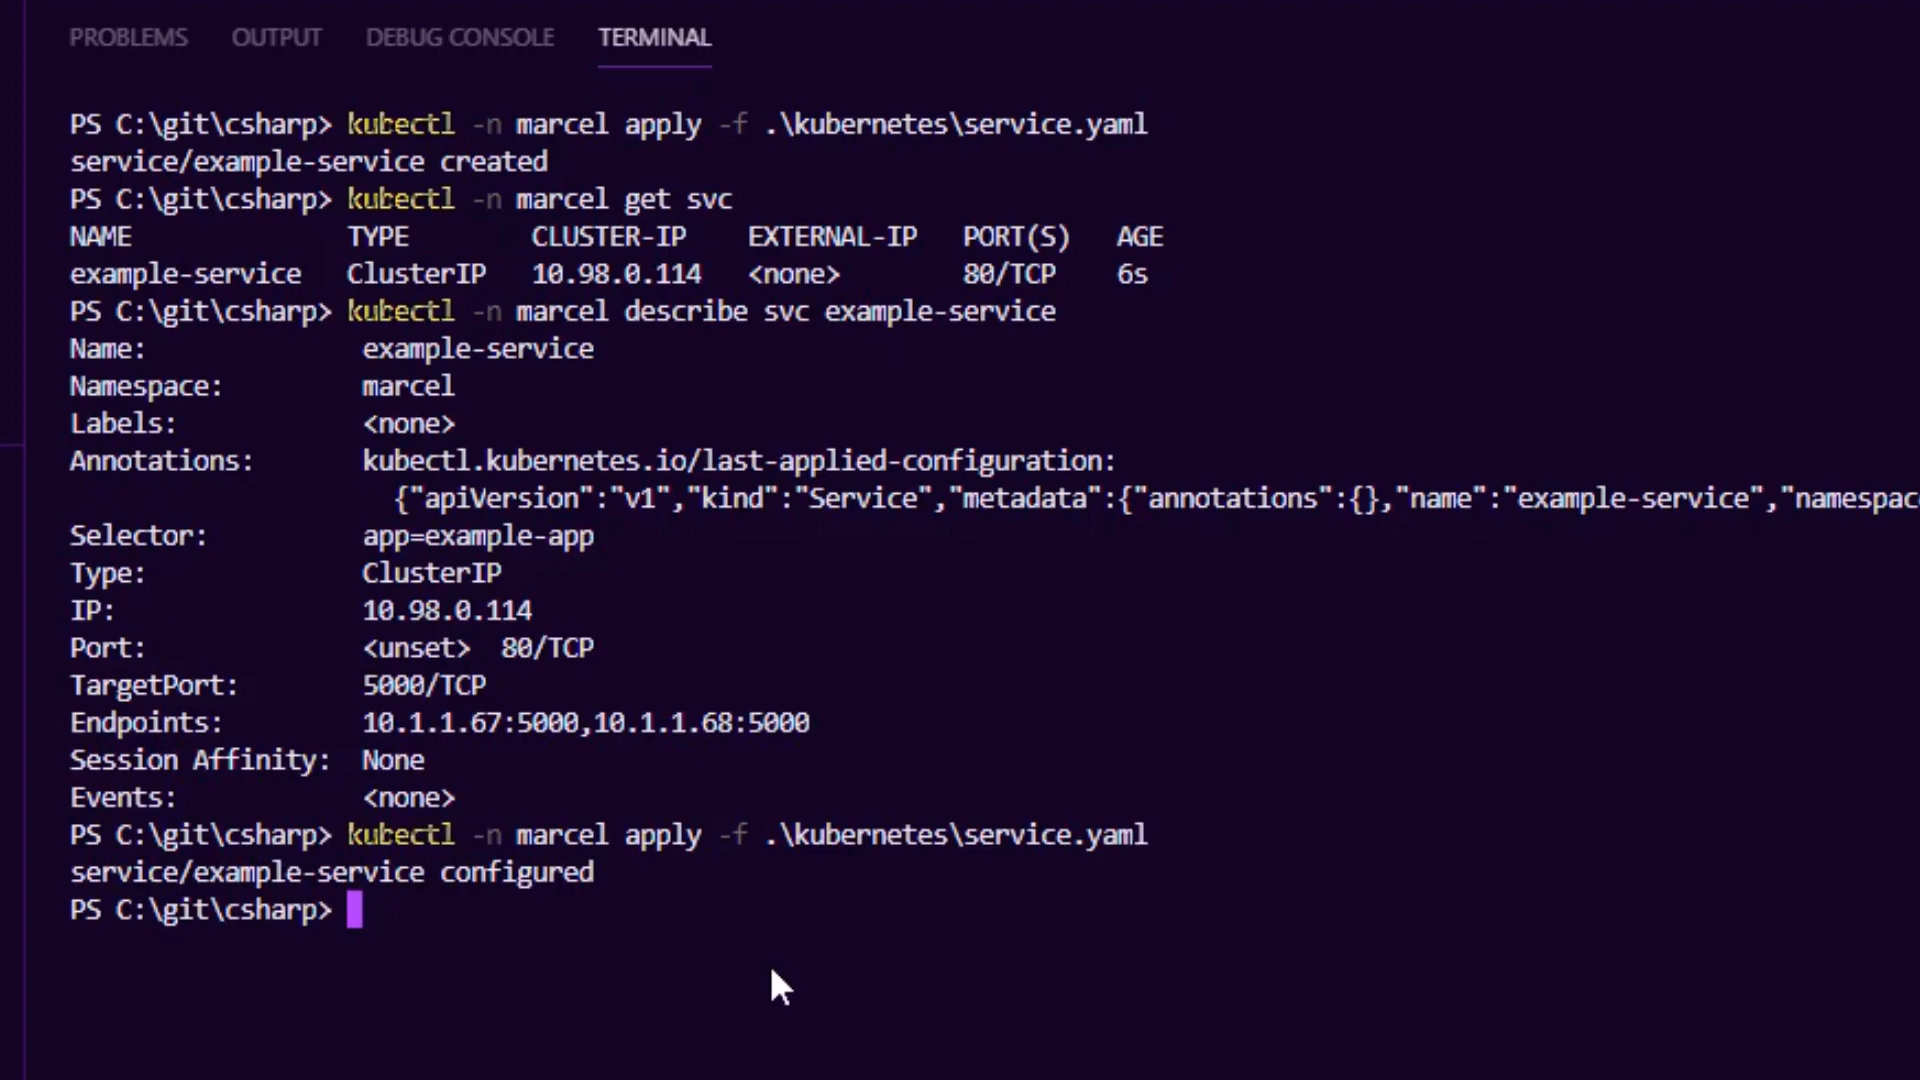 PROBLEMS OUTPUT DEBUG CONSOLE TERMINAL
PS C:\git\csharp> kubectl -n marcel apply -f .\kubernetes\service.yaml
service/example-service created
PS C:\git\csharp> kubectl -n marcel get svc
NAME TYPE CLUSTER-IP EXTERNAL-IP PORT(S) AGE
example-service ClusterIP 10.98.0.114 <none> 80/TCP 6s
PS C:\git\csharp> kubectl -n marcel describe svc example-service
Name: example-service
Namespace: marcel
Labels: <none>
Annotations: kubectl.kubernetes.io/last-applied-configuration:
{"apiVersion":"v1","kind":"Service","metadata":{"annotations":{},"name":"example-service","namespac
Selector: app=example-app
Type: ClusterIP
IP: 10.98.0.114
Port: <unset> 80/TCP
TargetPort: 5000/TCP
Endpoints: 10.1.1.67:5000,10.1.1.68:5000
Session Affinity: None
Events: <none>
PS C:\git\csharp> kubectl -n marcel apply -f .\kubernetes\service.yaml
service/example-service configured
PS C:\git\csharp>